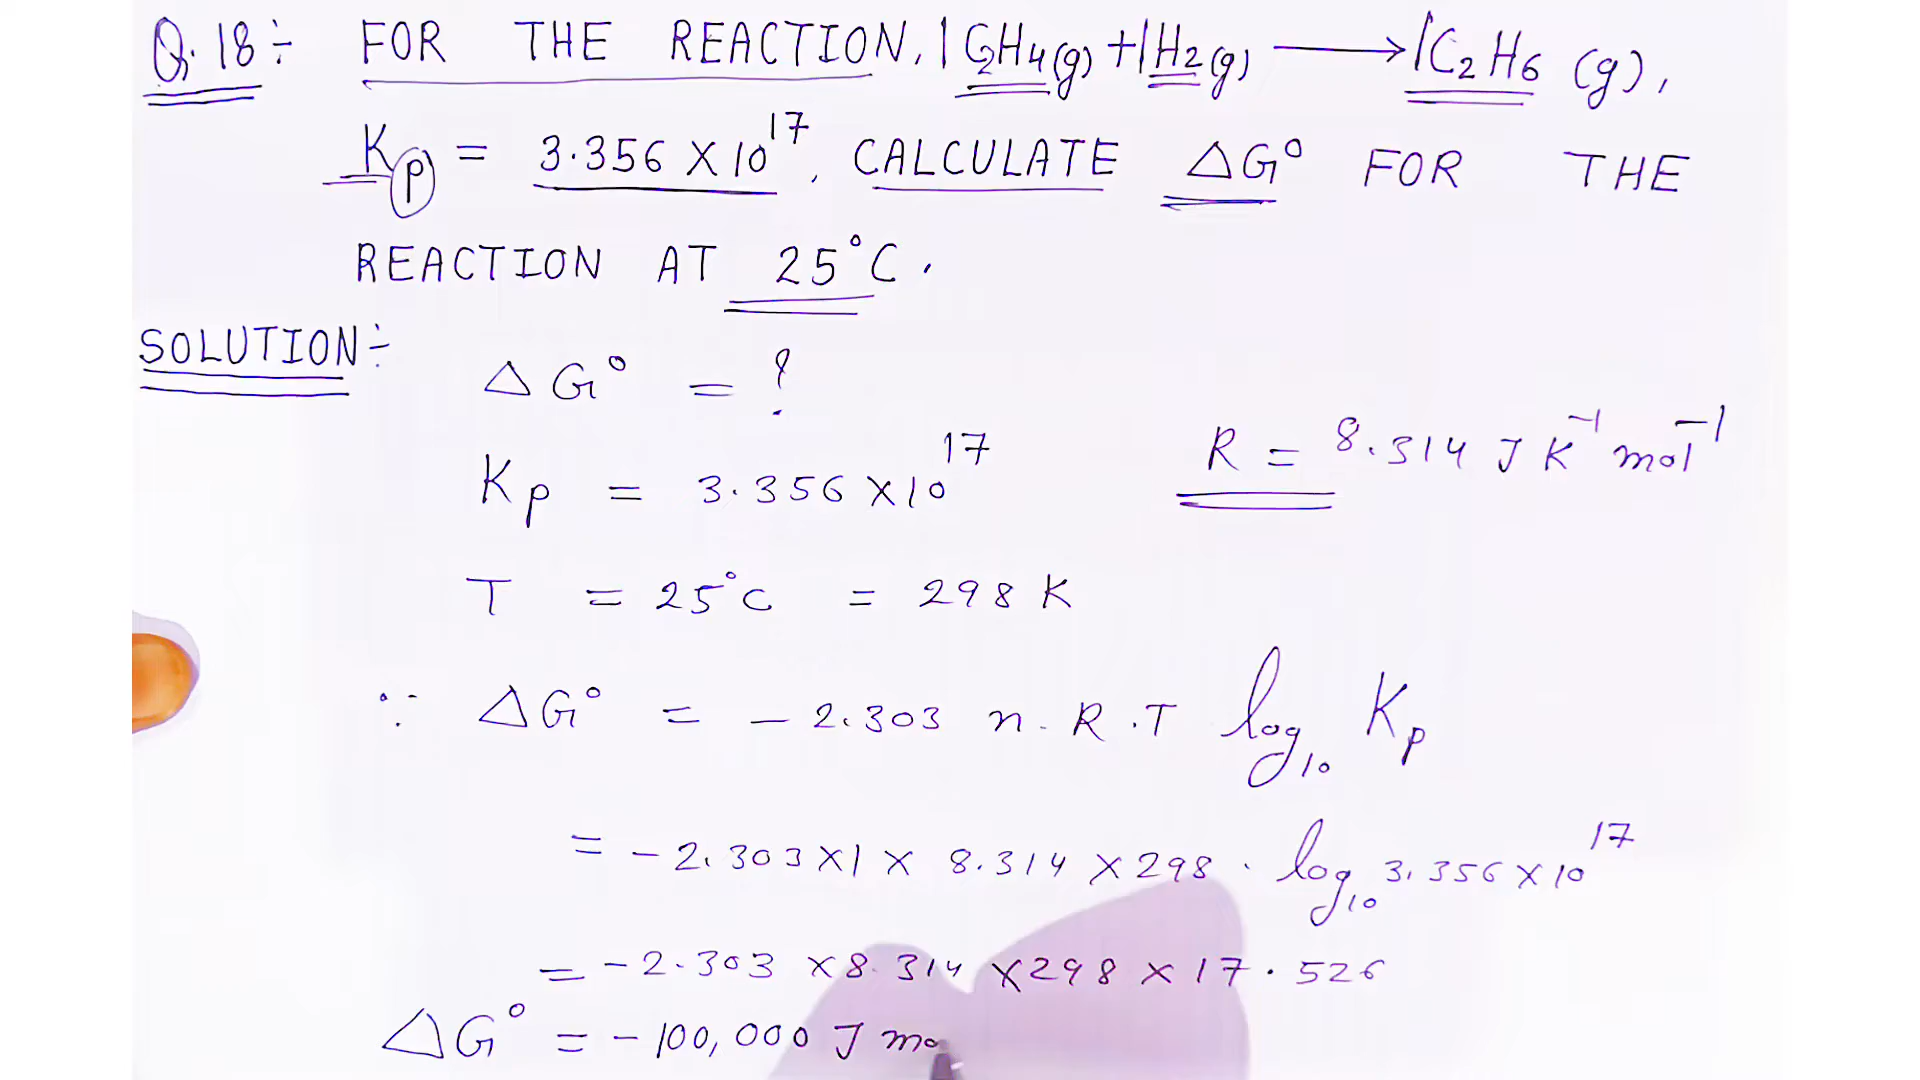 Q.18÷ FOR THE REACTION, 1C2H4(g) + 1H2(g) ⟶ 1C2H6 (g),
Kp = 3.356 X 10^17, CALCULATE ΔG° FOR THE
REACTION AT 25°C.
SOLUTION÷
ΔG° = ?
Kp = 3.356 X 10^17
R = 8.314 J K^-1 mol^-1
T = 25°C = 298 K
∵ ΔG° = - 2.303 n.R.T log10 Kp
= - 2.303 X 1 X 8.314 X 298 . log10 3.356 X 10^17
= - 2.303 X 8.314 X 298 X 17.526
ΔG° = - 100,000 J mo